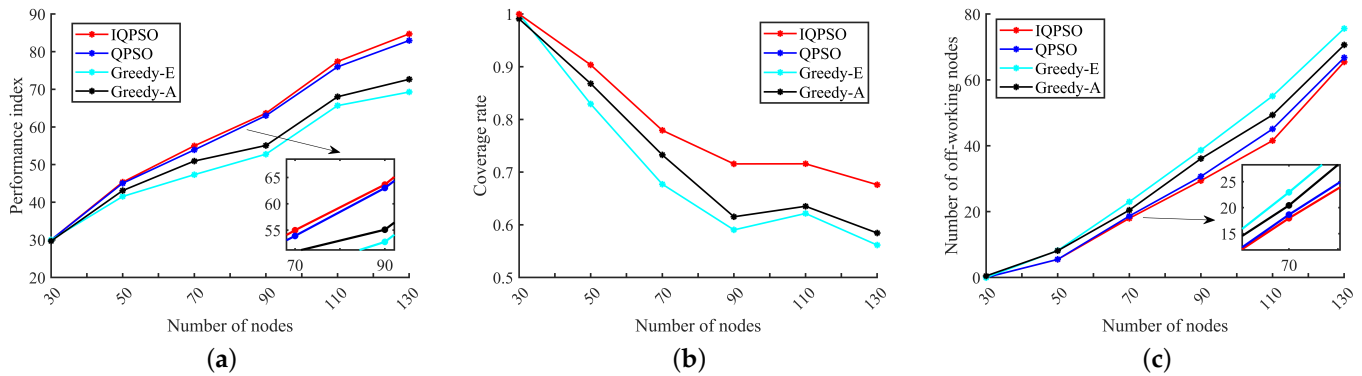 Performance index
90
80
70
60
50
40
30
20
IQPSO
QPSO
Greedy-E
Greedy-A
65
60
55
70 90
30 50 70 90 110 130
Number of nodes
(a)
Coverage rate
1
0.9
0.8
0.7
0.6
0.5
IQPSO
QPSO
Greedy-E
Greedy-A
30 50 70 90 110 130
Number of nodes
(b)
Number of off-working nodes
80
60
40
20
0
IQPSO
QPSO
Greedy-E
Greedy-A
25
20
15
70
30 50 70 90 110 130
Number of nodes
(c)